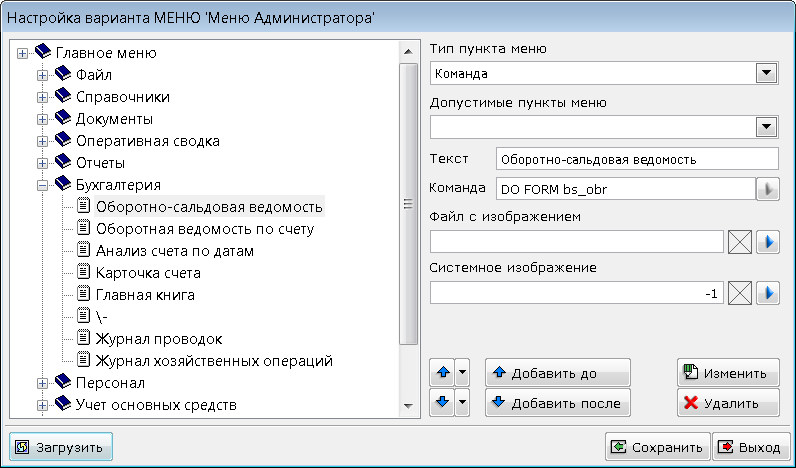 Настройка варианта МЕНЮ 'Меню Администратора'
Главное меню
Файл
Справочники
Документы
Оперативная сводка
Отчеты
Бухгалтерия
Оборотно-сальдовая ведомость
Оборотная ведомость по счету
Анализ счета по датам
Карточка счета
Главная книга
\-
Журнал проводок
Журнал хозяйственных операций
Персонал
Учет основных средств
Тип пункта меню
Команда
Допустимые пункты меню
Текст Оборотно-сальдовая ведомость
Команда DO FORM bs_obr
Файл с изображением
Системное изображение
-1
Добавить до Изменить
Добавить после Удалить
Загрузить Сохранить Выход